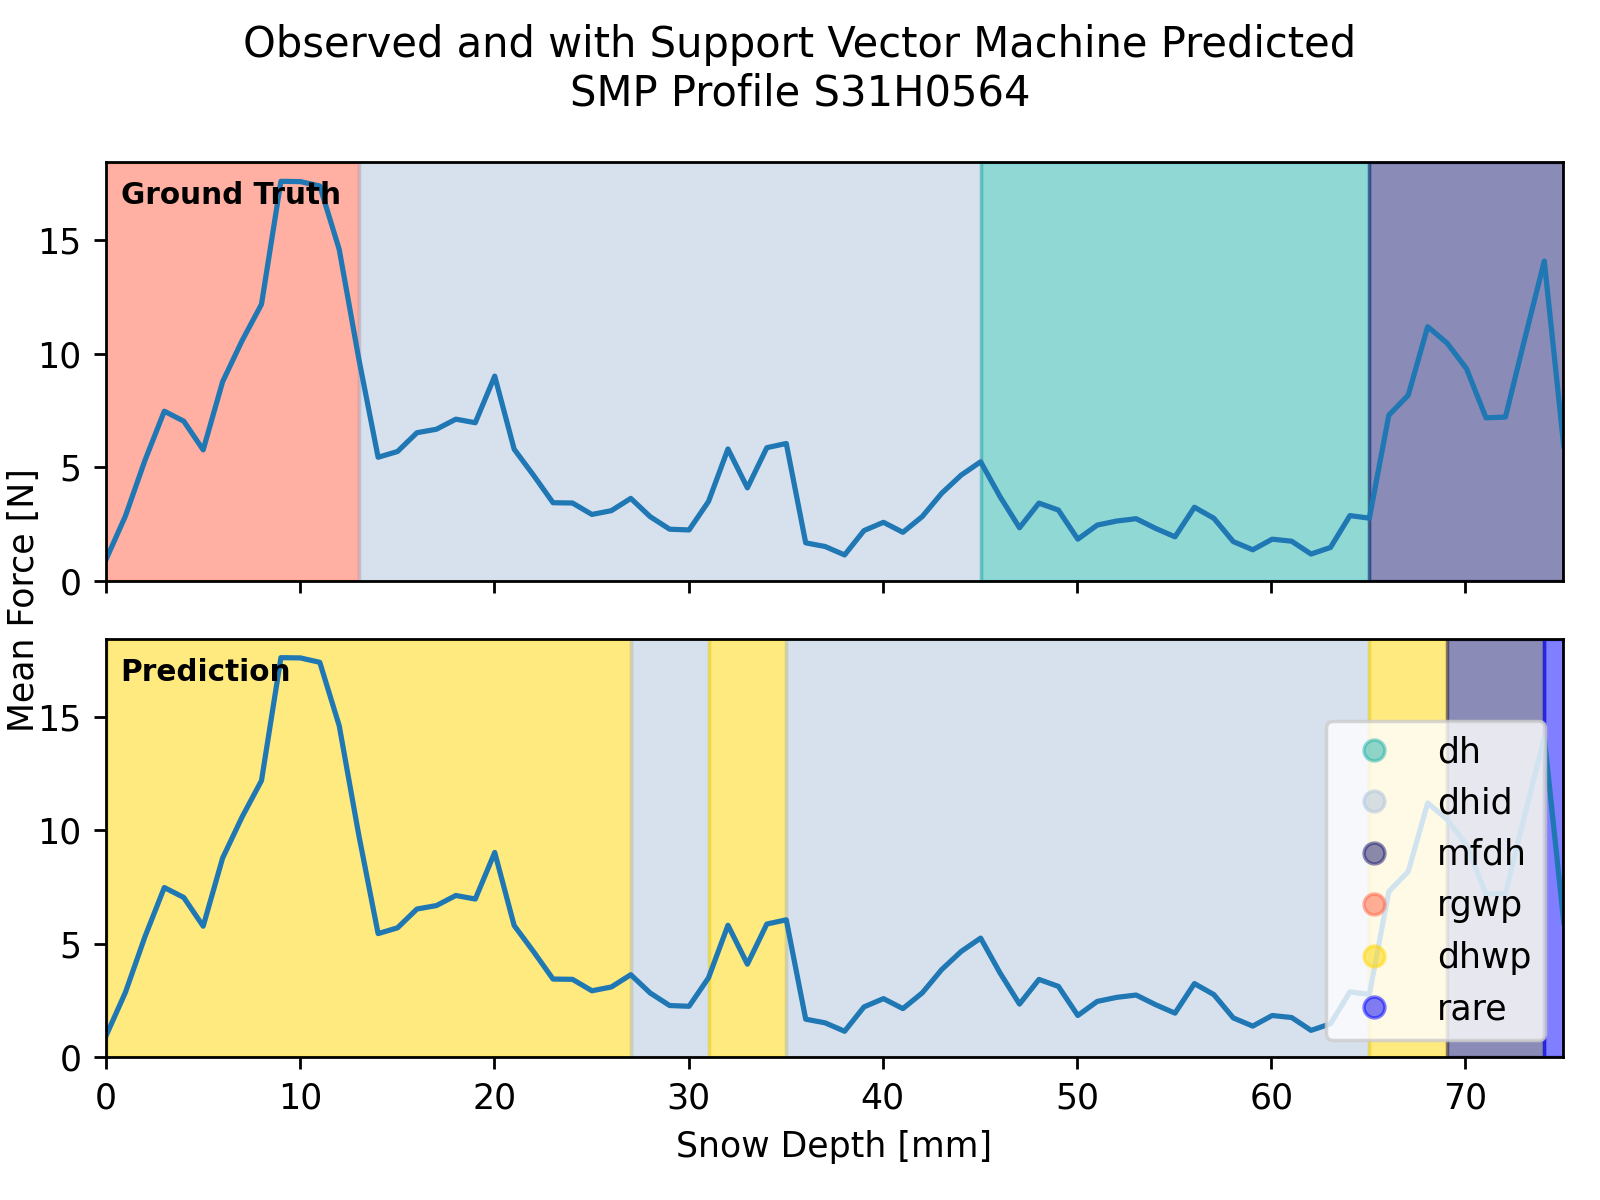 Observed and with Support Vector Machine Predicted
SMP Profile S31H0564
Ground Truth
15
10
5
0
Mean Force [N]
Prediction
15
10
5
0
dh
dhid
mfdh
rgwp
dhwp
rare
0 10 20 30 40 50 60 70
Snow Depth [mm]